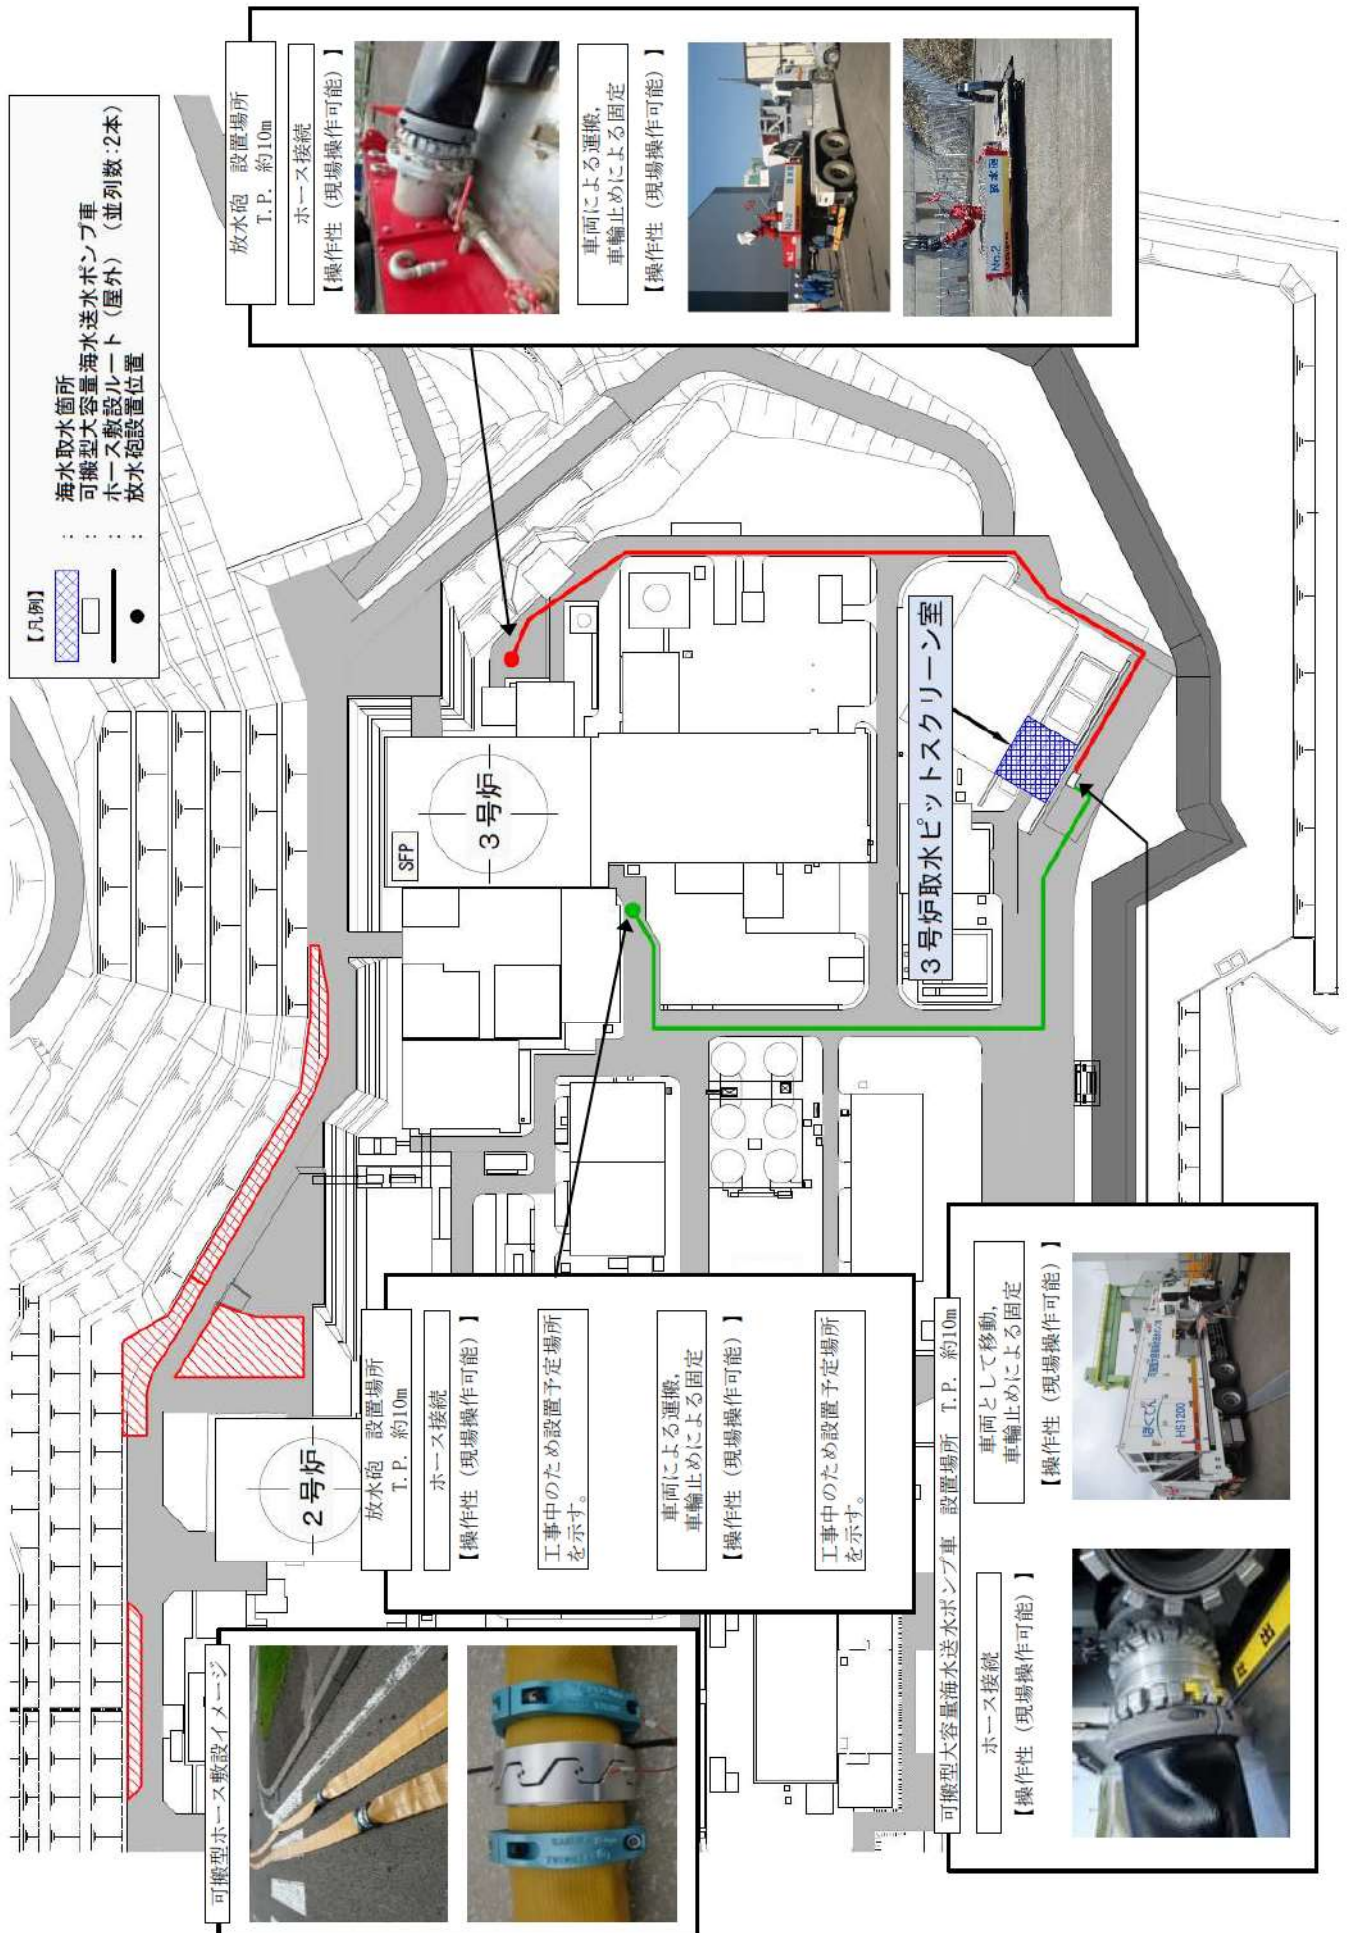 【凡例】
： 海水取水箇所
： 可搬型大容量海水送水ポンプ車
： ホース敷設ルート（屋外）（並列数：2本）
： 放水砲設置位置
放水砲　設置場所
T.P.　約10m
ホース接続
【操作性（現場操作可能）】
車両による運搬，
車輪止めによる固定
【操作性（現場操作可能）】
No.2
No.2
放水砲
SFP
3号炉
3号炉取水ピットスクリーン室
2号炉
放水砲　設置場所
T.P.　約10m
ホース接続
【操作性（現場操作可能）】
工事中のため設置予定場所
を示す。
車両による運搬，
車輪止めによる固定
【操作性（現場操作可能）】
工事中のため設置予定場所
を示す。
可搬型ホース敷設イメージ
可搬型大容量海水送水ポンプ車　設置場所　T.P.　約10m
ホース接続
【操作性（現場操作可能）】
車両として移動，
車輪止めによる固定
【操作性（現場操作可能）】
ほくでん
HS1200
吐出